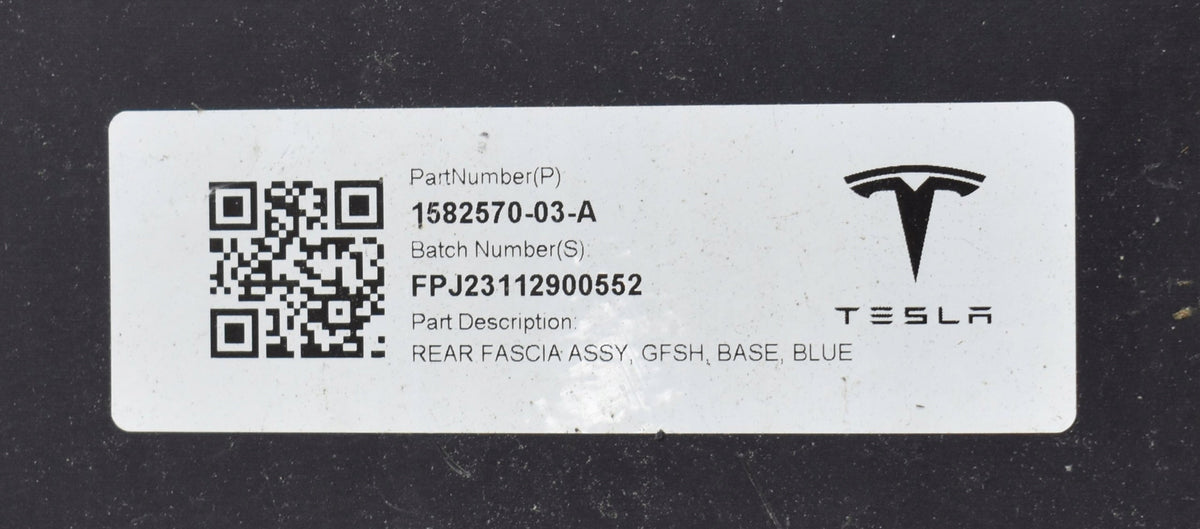 PartNumber(P)
1582570-03-A
Batch Number(S)
FPJ23112900552
Part Description:
REAR FASCIA ASSY, GFSH, BASE, BLUE
TESLA